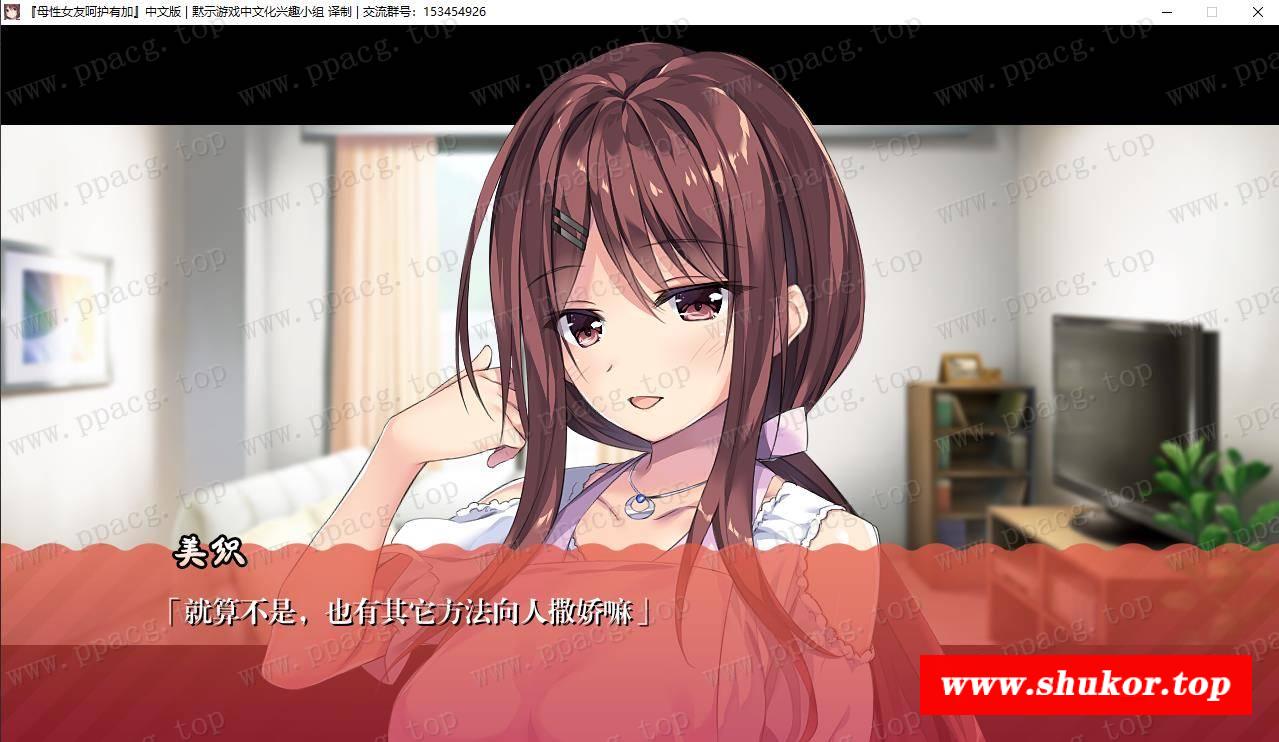 『母性女友呵护有加』中文版 | 默示游戏中文化兴趣小组 译制 | 交流群号：153454926
www.ppacg.top
美织
「就算不是，也有其它方法向人撒娇嘛」
www.shukor.top